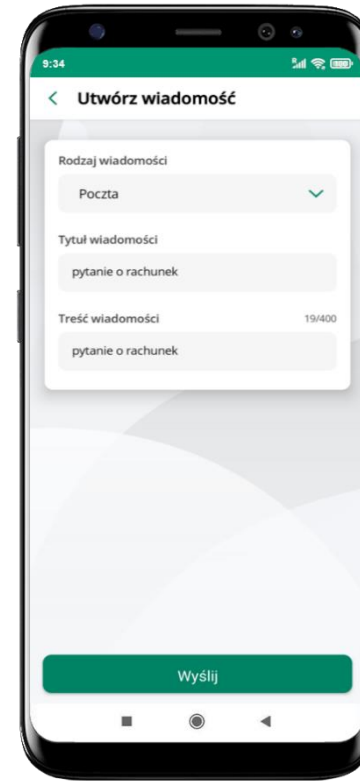 9:34
Utwórz wiadomość
Rodzaj wiadomości
Poczta
Tytuł wiadomości
pytanie o rachunek
Treść wiadomości 19/400
pytanie o rachunek
Wyślij